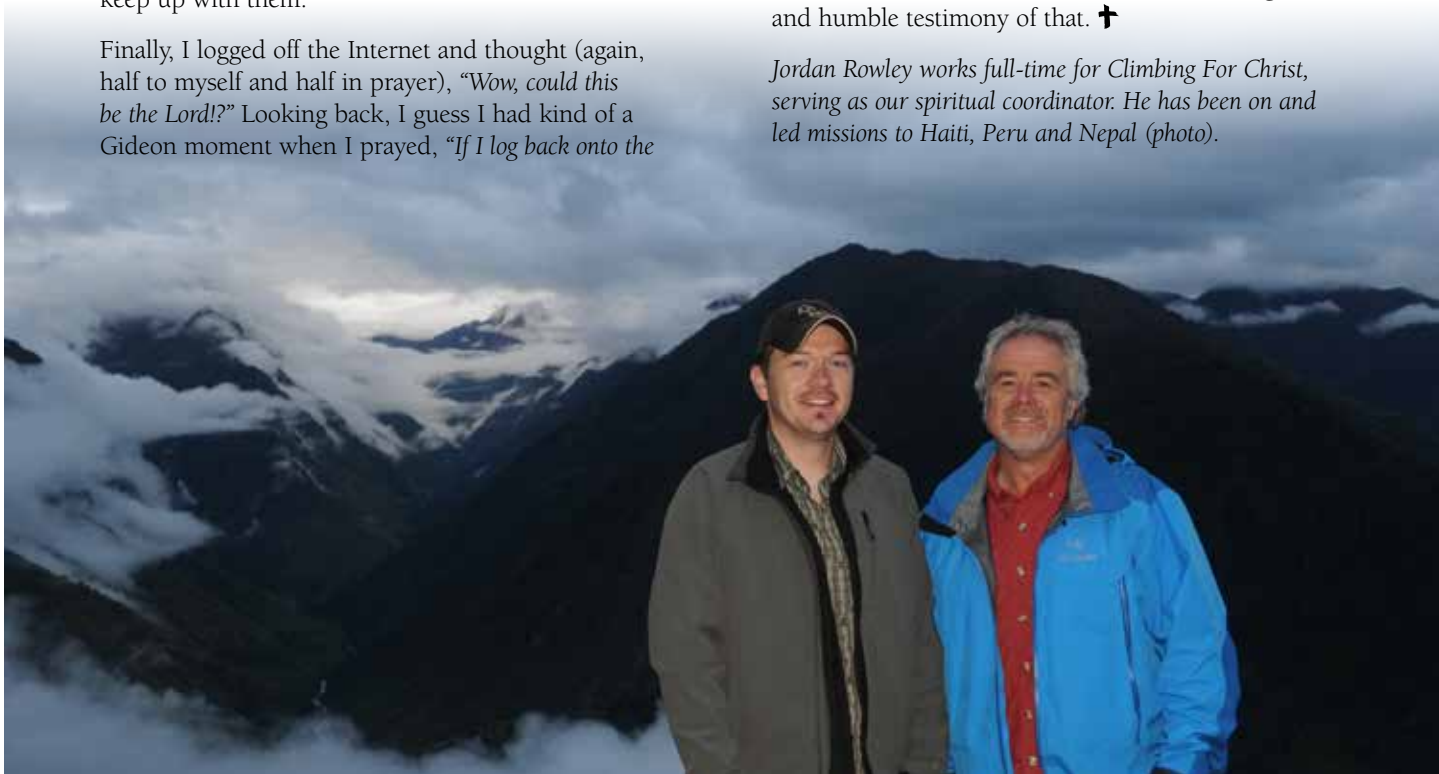 keep up with them.
Finally, I logged off the Internet and thought (again,
half to myself and half in prayer), “Wow, could this
be the Lord!?” Looking back, I guess I had kind of a
Gideon moment when I prayed, “If I log back onto the
and humble testimony of that. ✝
Jordan Rowley works full-time for Climbing For Christ,
serving as our spiritual coordinator. He has been on and
led missions to Haiti, Peru and Nepal (photo).